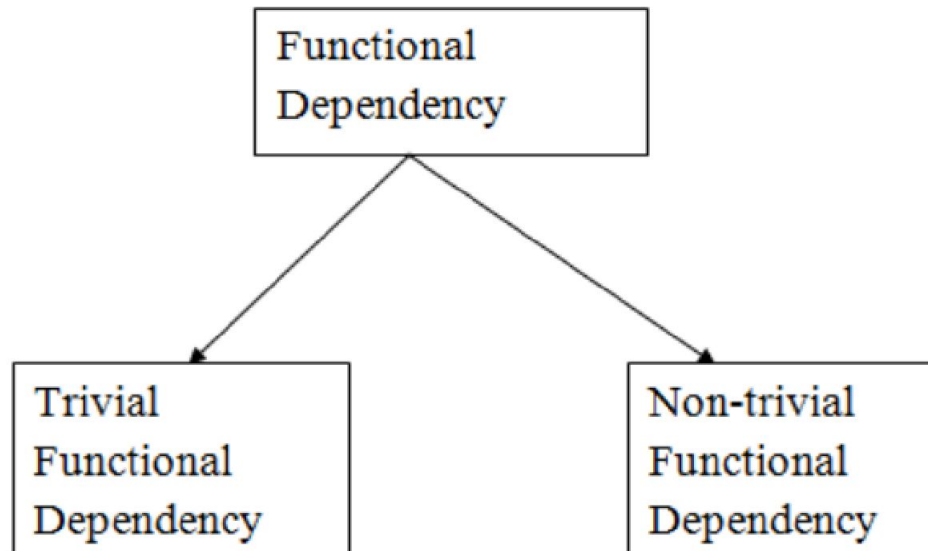 Functional
Dependency
Trivial
Functional
Dependency
Non-trivial
Functional
Dependency